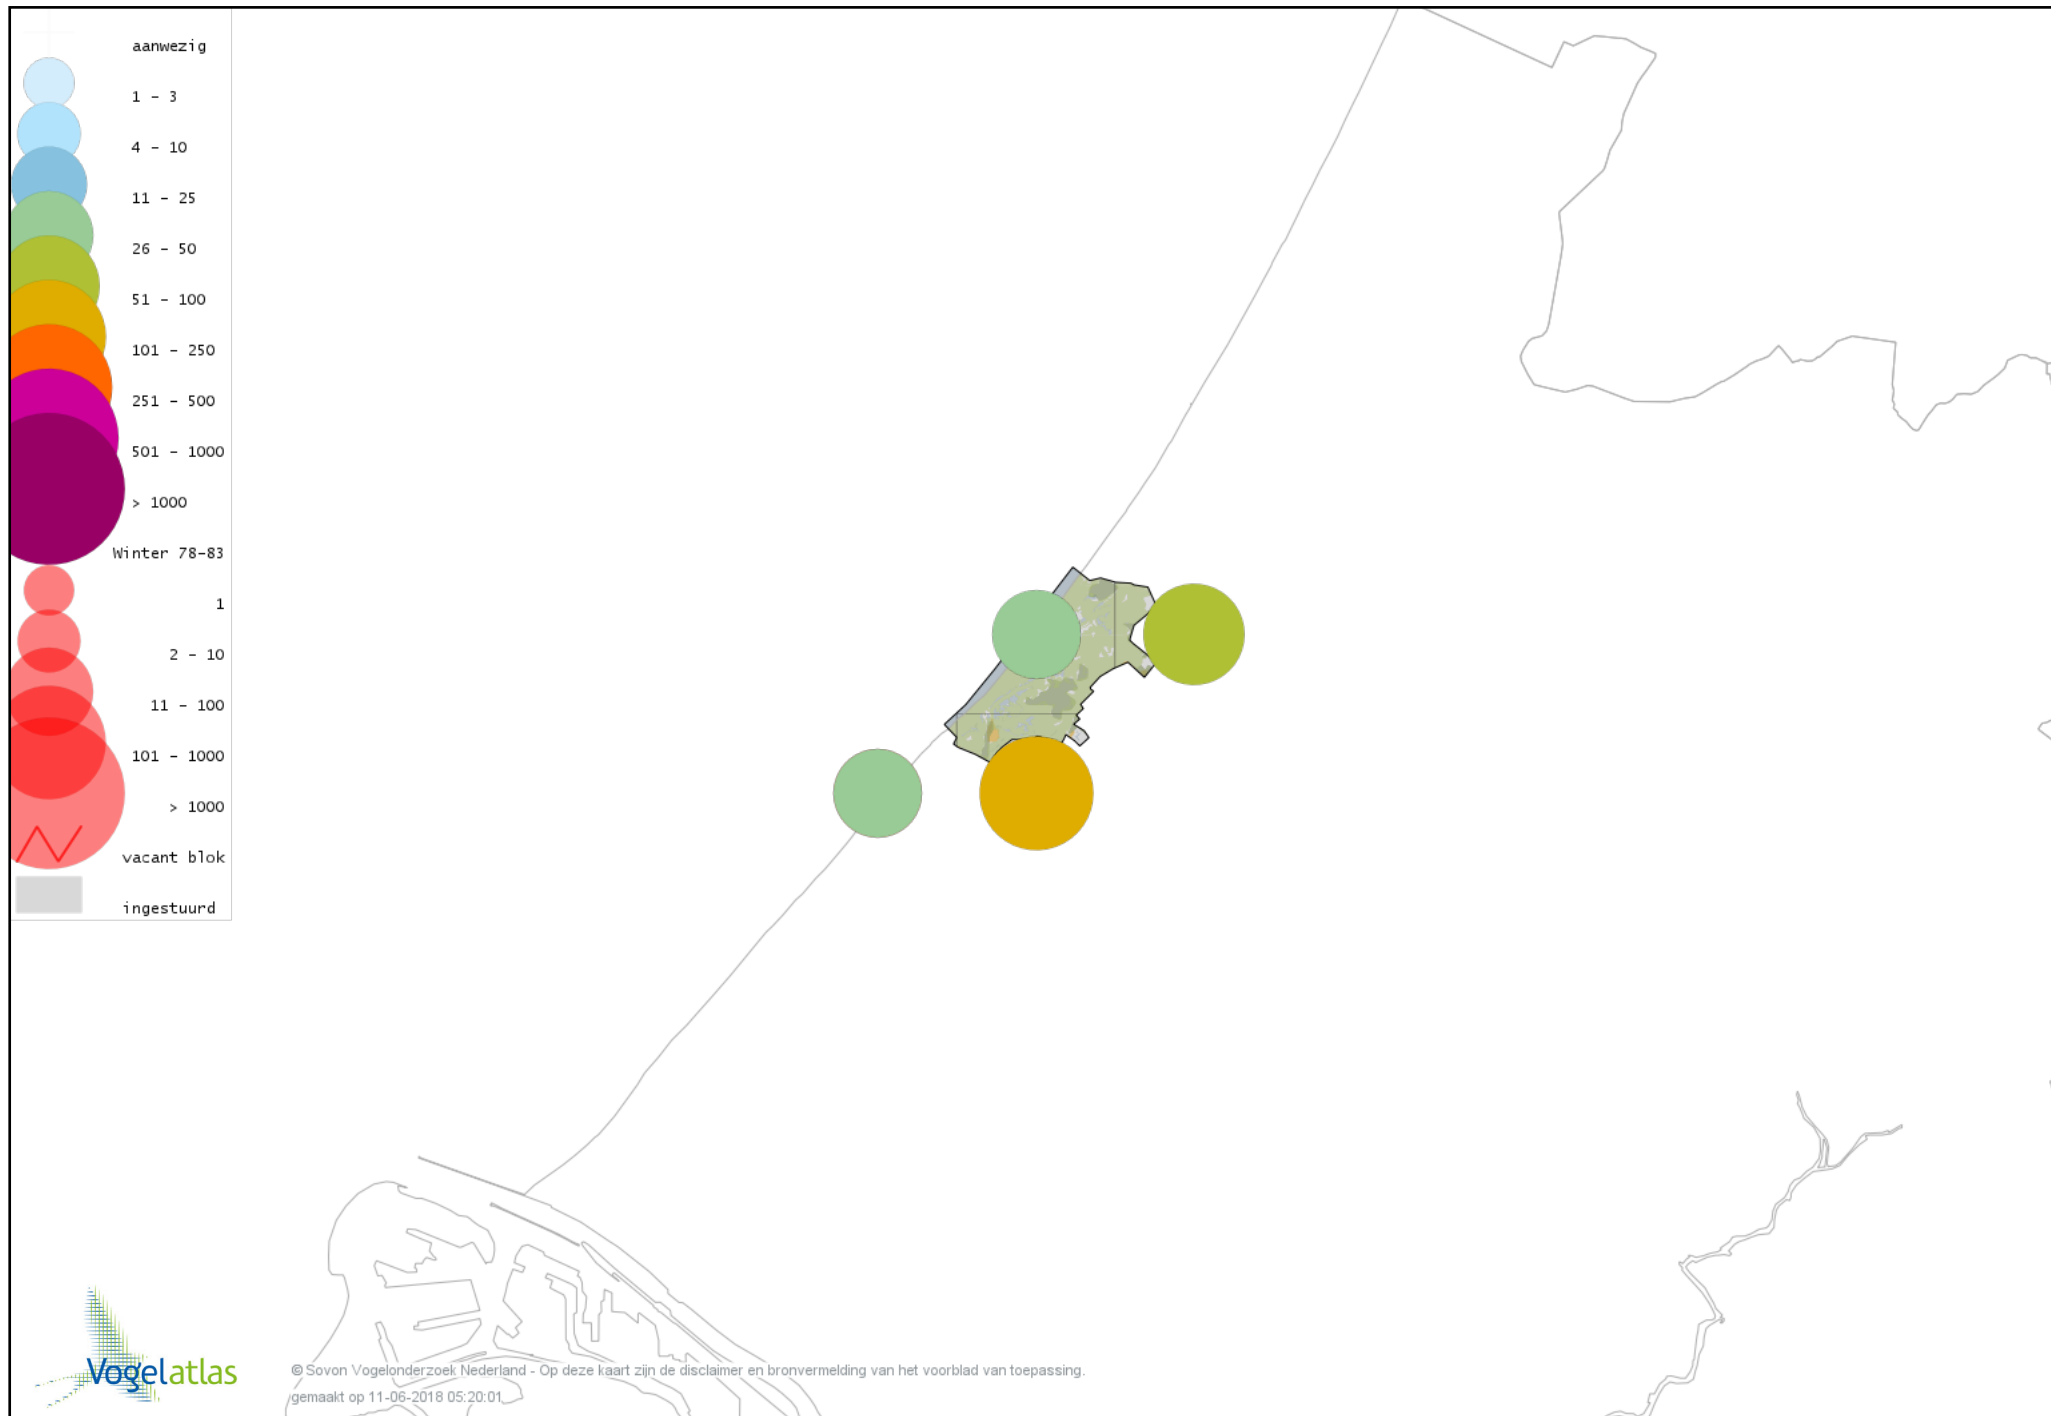 aanwezig
1 - 3
4 - 10
11 - 25
26 - 50
51 - 100
101 - 250
251 - 500
501 - 1000
> 1000
Winter 78-83
1
2 - 10
11 - 100
101 - 1000
> 1000
vacant blok
ingestuurd
Vogelatlas
© Sovon Vogelonderzoek Nederland - Op deze kaart zijn de disclaimer en bronvermelding van het voorblad van toepassing.
gemaakt op 11-06-2018 05:20:01